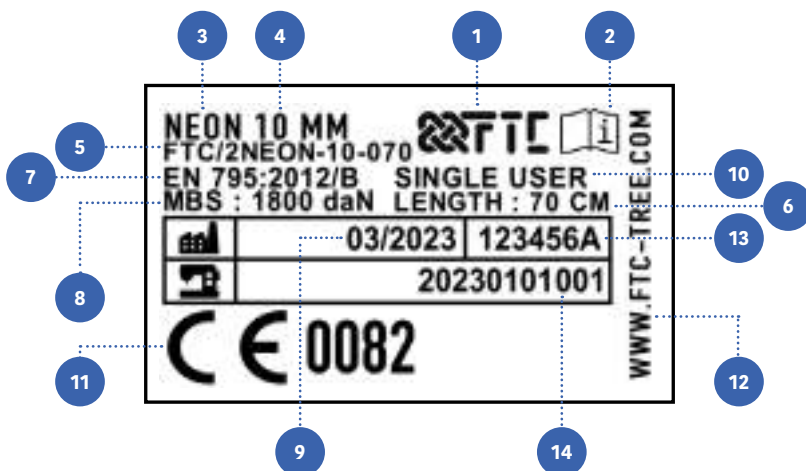 3 4 1 2
NEON 10 MM FTC i
5 FTC/2NEON-10-070
7 EN 795:2012/B SINGLE USER 10
MBS : 1800 daN LENGTH : 70 CM 6
03/2023 123456A 13
8 20230101001
CE 0082
11 12
9 14
WWW.FTC-TREE.COM